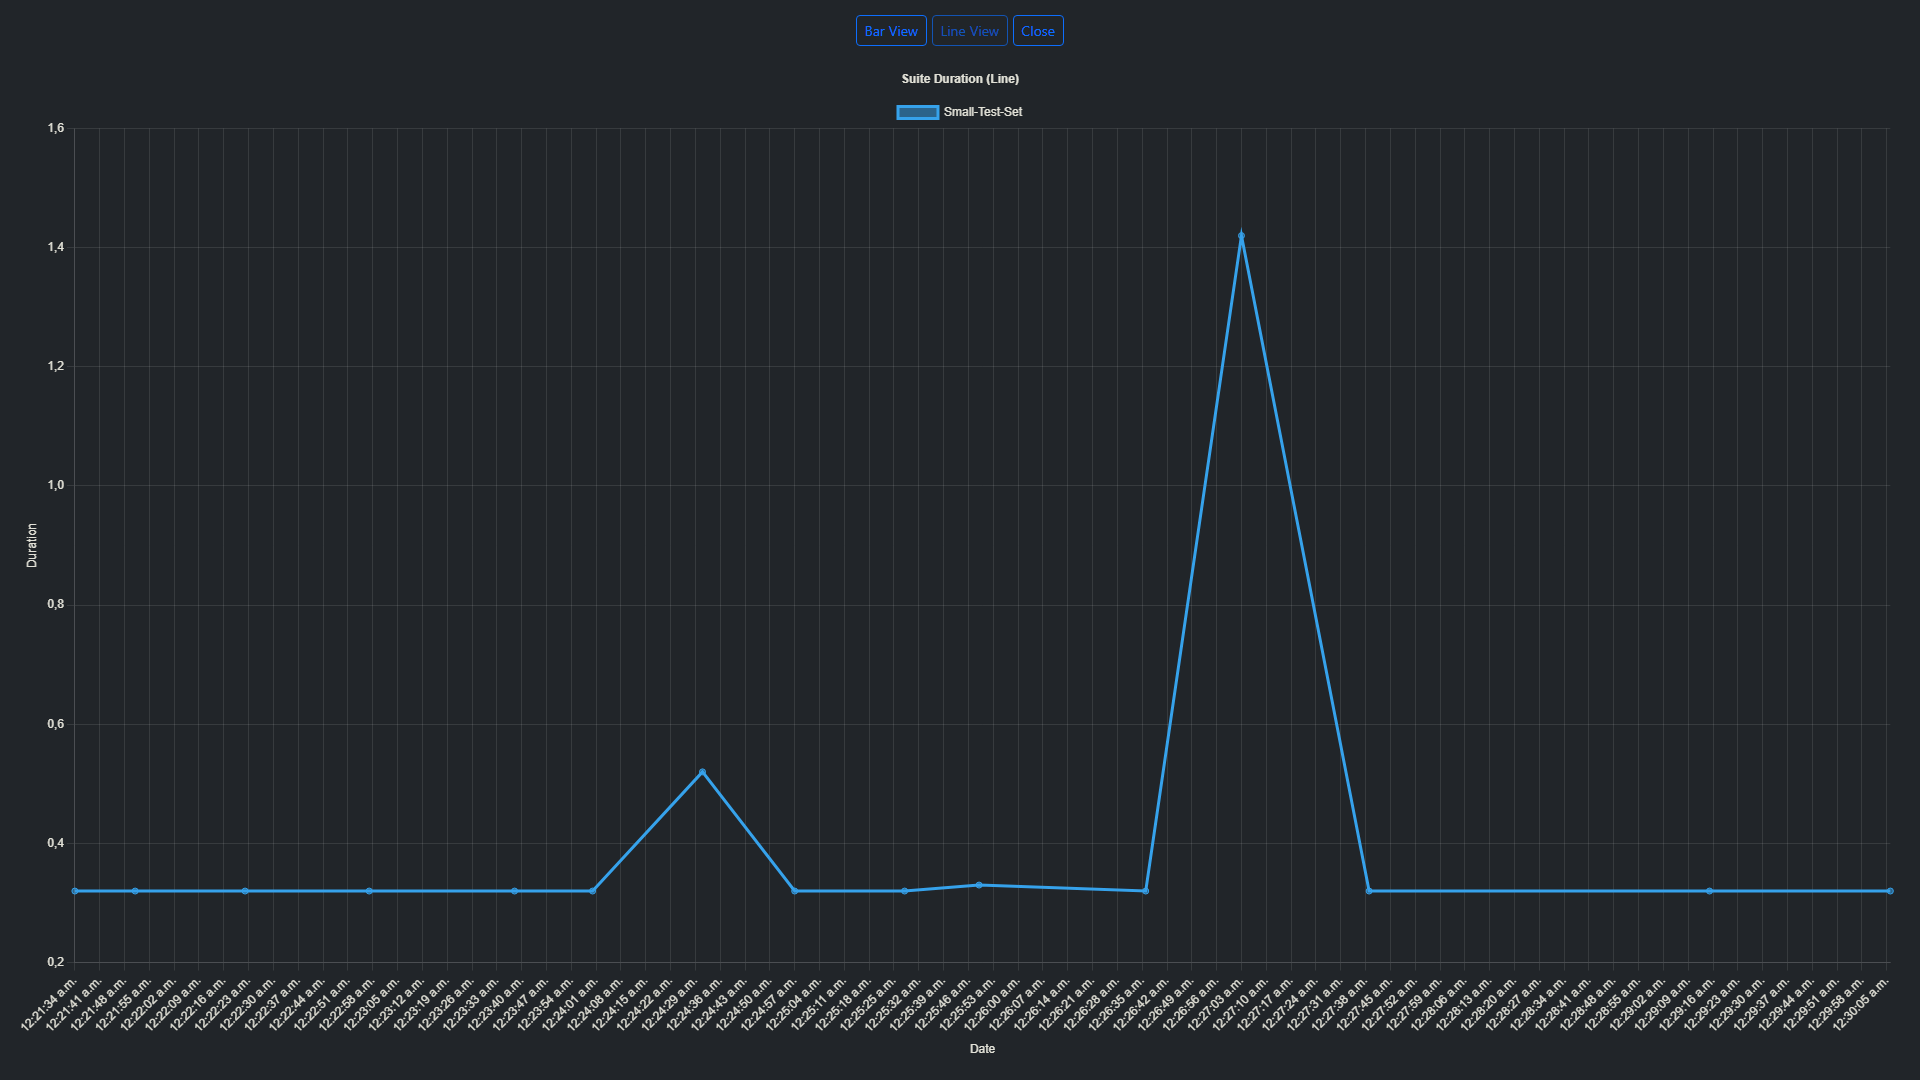 Bar View Line View Close
Suite Duration (Line)
Small-Test-Set
1,6
1,4
1,2
1,0
Duration
0,8
0,6
0,4
0,2
12:21:34 a.m. 12:21:41 a.m. 12:21:48 a.m. 12:21:55 a.m. 12:22:02 a.m. 12:22:09 a.m. 12:22:16 a.m. 12:22:23 a.m. 12:22:30 a.m. 12:22:37 a.m. 12:22:44 a.m. 12:22:51 a.m. 12:22:58 a.m. 12:23:05 a.m. 12:23:12 a.m. 12:23:19 a.m. 12:23:26 a.m. 12:23:33 a.m. 12:23:40 a.m. 12:23:47 a.m. 12:23:54 a.m. 12:24:01 a.m. 12:24:08 a.m. 12:24:15 a.m. 12:24:22 a.m. 12:24:29 a.m. 12:24:36 a.m. 12:24:43 a.m. 12:24:50 a.m. 12:24:57 a.m. 12:25:04 a.m. 12:25:11 a.m. 12:25:18 a.m. 12:25:25 a.m. 12:25:32 a.m. 12:25:39 a.m. 12:25:46 a.m. 12:25:53 a.m. 12:26:00 a.m. 12:26:07 a.m. 12:26:14 a.m. 12:26:21 a.m. 12:26:28 a.m. 12:26:35 a.m. 12:26:42 a.m. 12:26:49 a.m. 12:26:56 a.m. 12:27:03 a.m. 12:27:10 a.m. 12:27:17 a.m. 12:27:24 a.m. 12:27:31 a.m. 12:27:38 a.m. 12:27:45 a.m. 12:27:52 a.m. 12:27:59 a.m. 12:28:06 a.m. 12:28:13 a.m. 12:28:20 a.m. 12:28:27 a.m. 12:28:34 a.m. 12:28:41 a.m. 12:28:48 a.m. 12:28:55 a.m. 12:29:02 a.m. 12:29:09 a.m. 12:29:16 a.m. 12:29:23 a.m. 12:29:30 a.m. 12:29:37 a.m. 12:29:44 a.m. 12:29:51 a.m. 12:29:58 a.m. 12:30:05 a.m.
Date